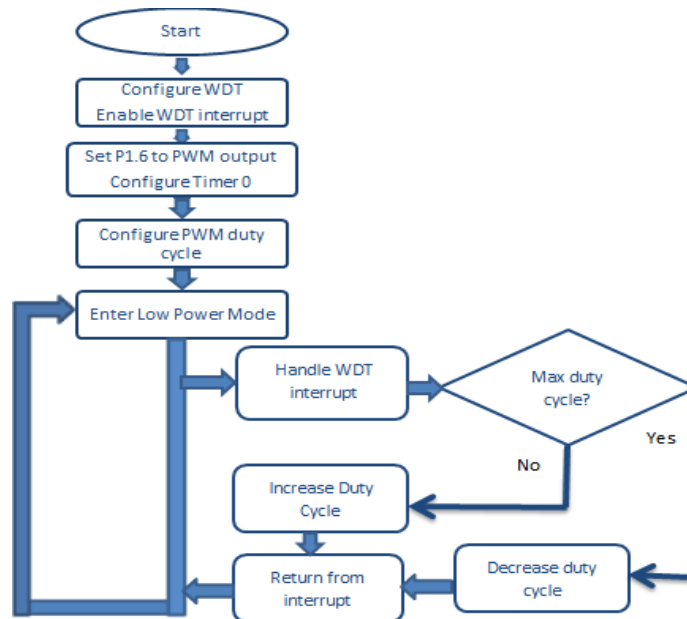 Start
Configure WDT
Enable WDT interrupt
Set P1.6 to PWM output
Configure Timer 0
Configure PWM duty
cycle
Enter Low Power Mode
Handle WDT
interrupt
Max duty
cycle?
Yes
No
Increase Duty
Cycle
Return from
interrupt
Decrease duty
cycle